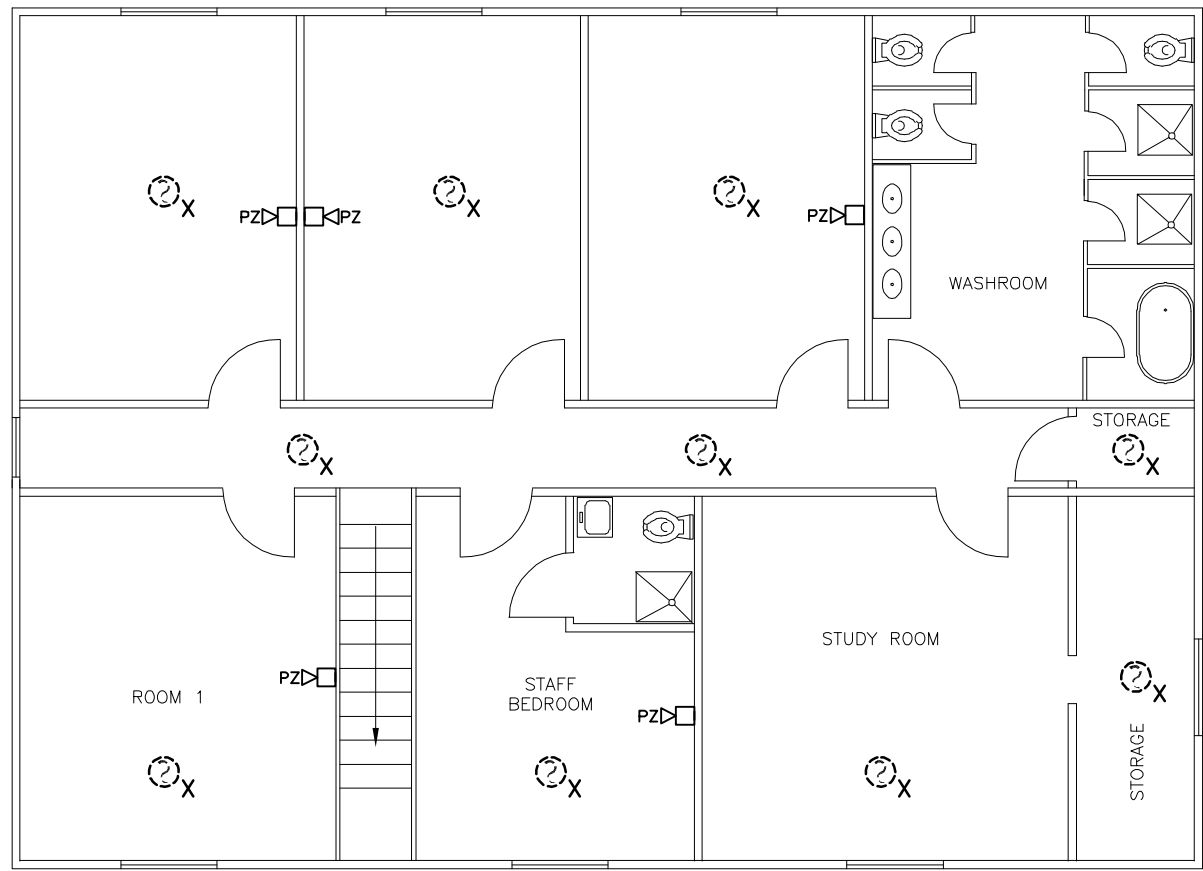 X
X
X
PZ
PZ
PZ
WASHROOM
STORAGE
X
X
X
STUDY ROOM
PZ
STAFF
BEDROOM
ROOM 1
PZ
X
STORAGE
X
X
X